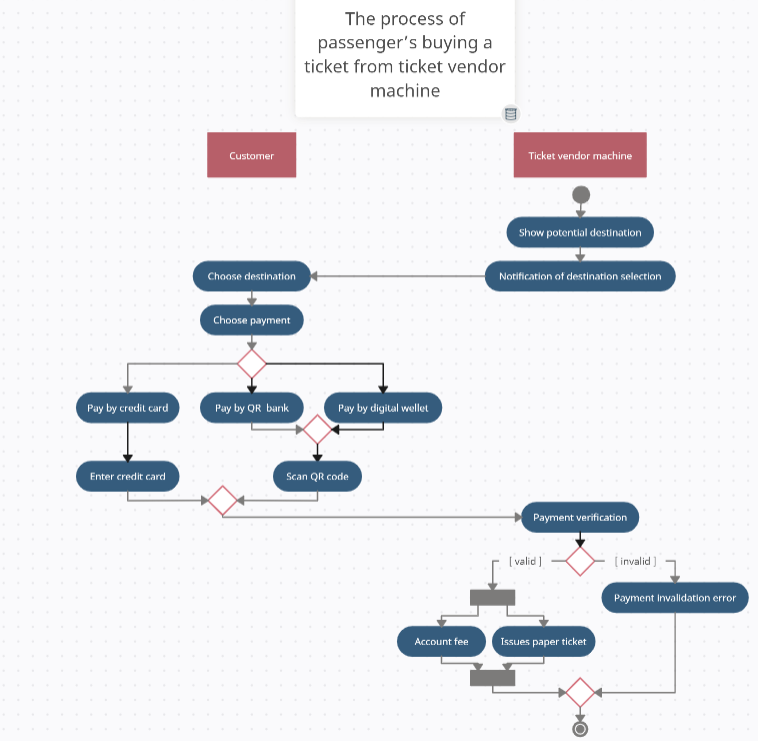 The process of
passenger's buying a
ticket from ticket vendor
machine
Customer
Ticket vendor machine
Show potential destination
Choose destination
Notification of destination selection
Choose payment
Pay by credit card
Pay by QR bank
Pay by digital wellet
Enter credit card
Scan QR code
Payment verification
[ valid ]
[ invalid ]
Payment invalidation error
Account fee
Issues paper ticket